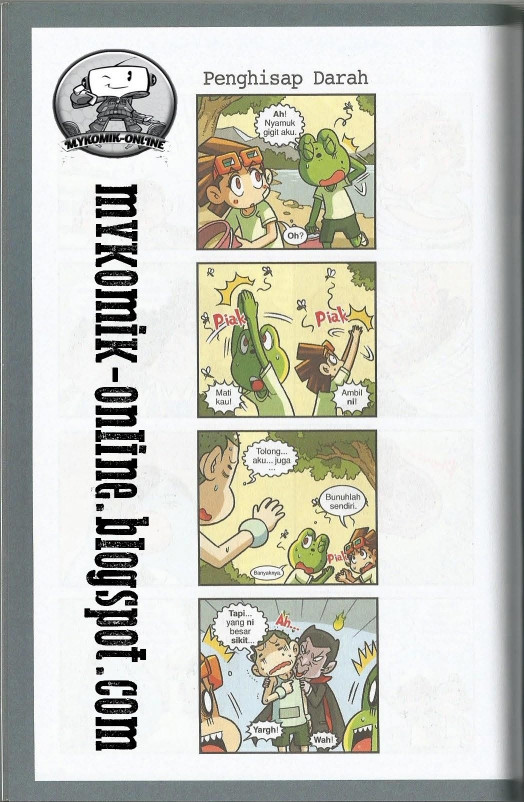 MYKOMIK-ONLINE
mykomik-online.blogspot.com
Penghisap Darah
Ah!
Nyamuk
gigit aku.
Oh?
Piak
Piak
Mati
kau!
Ambil
ni!
Tolong...
aku... juga
...
Bunuhlah
sendiri.
Banyaknya.
Piak
Tapi...
yang ni
besar
sikit...
Ah...
Yargh!
Wah!